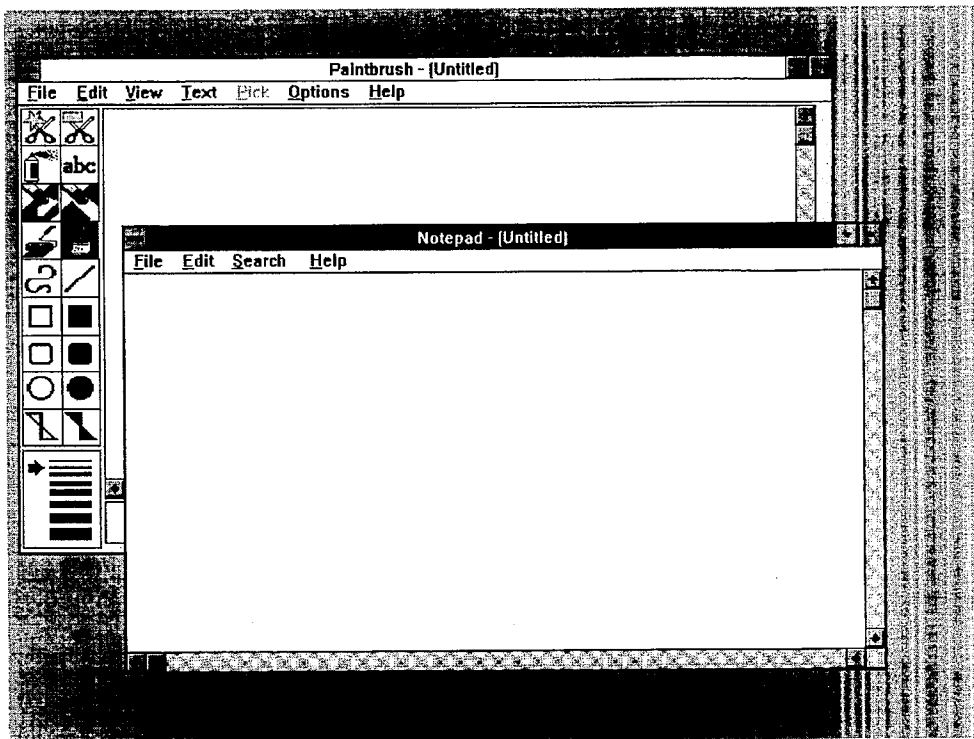 Paintbrush - (Untitled)
File Edit View Text Pick Options Help
abc
Notepad - (Untitled)
File Edit Search Help